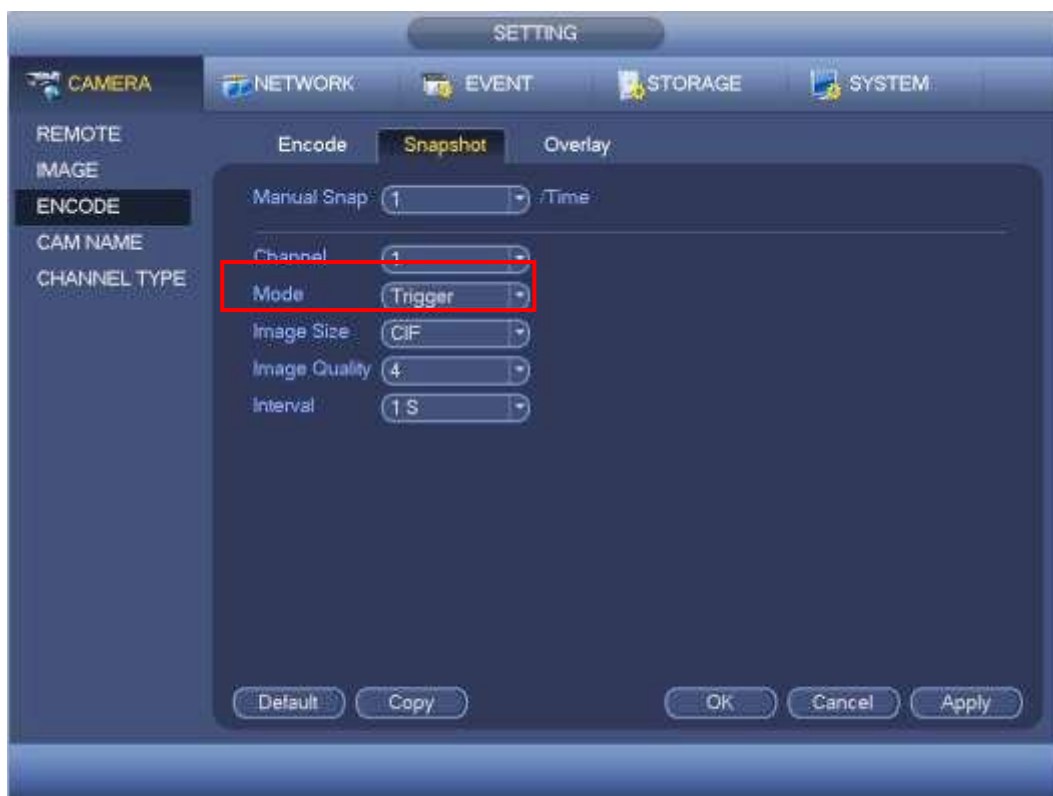 SETTING
CAMERA NETWORK EVENT STORAGE SYSTEM
REMOTE
IMAGE
ENCODE
CAM NAME
CHANNEL TYPE
Encode Snapshot Overlay
Manual Snap 1 /Time
Channel 1
Mode Trigger
Image Size CIF
Image Quality 4
Interval 1 S
Default Copy OK Cancel Apply